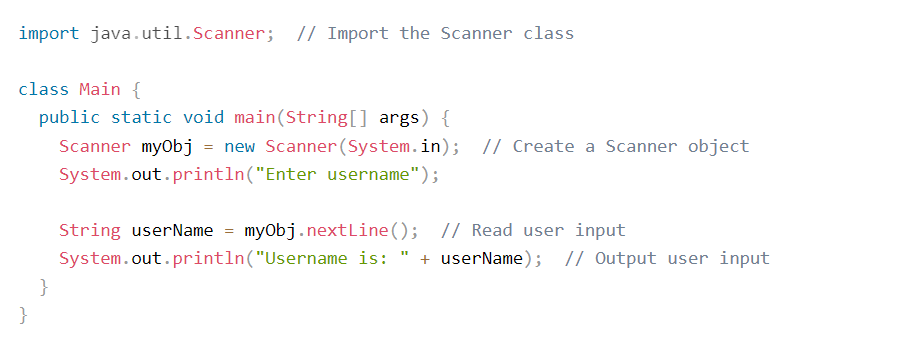 import java.util.Scanner;  // Import the Scanner class
class Main {
  public static void main(String[] args) {
    Scanner myObj = new Scanner(System.in);  // Create a Scanner object
    System.out.println("Enter username");
    String userName = myObj.nextLine();  // Read user input
    System.out.println("Username is: " + userName);  // Output user input
  }
}